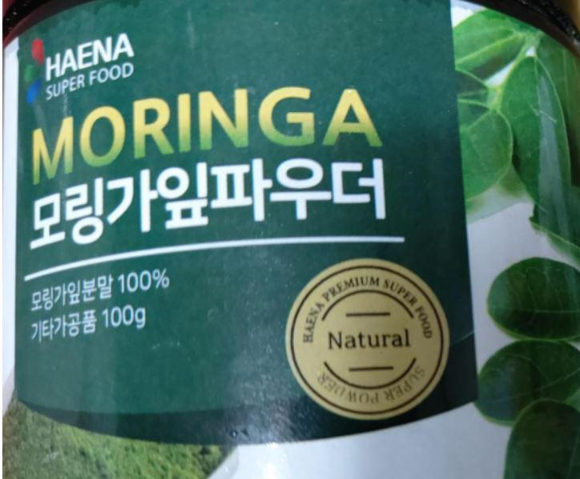 HAENA
SUPER FOOD
MORINGA
모링가잎파우더
모링가잎분말 100%
기타가공품 100g
HAENA PREMIUM SUPER FOOD
Natural
SUPER POWDER